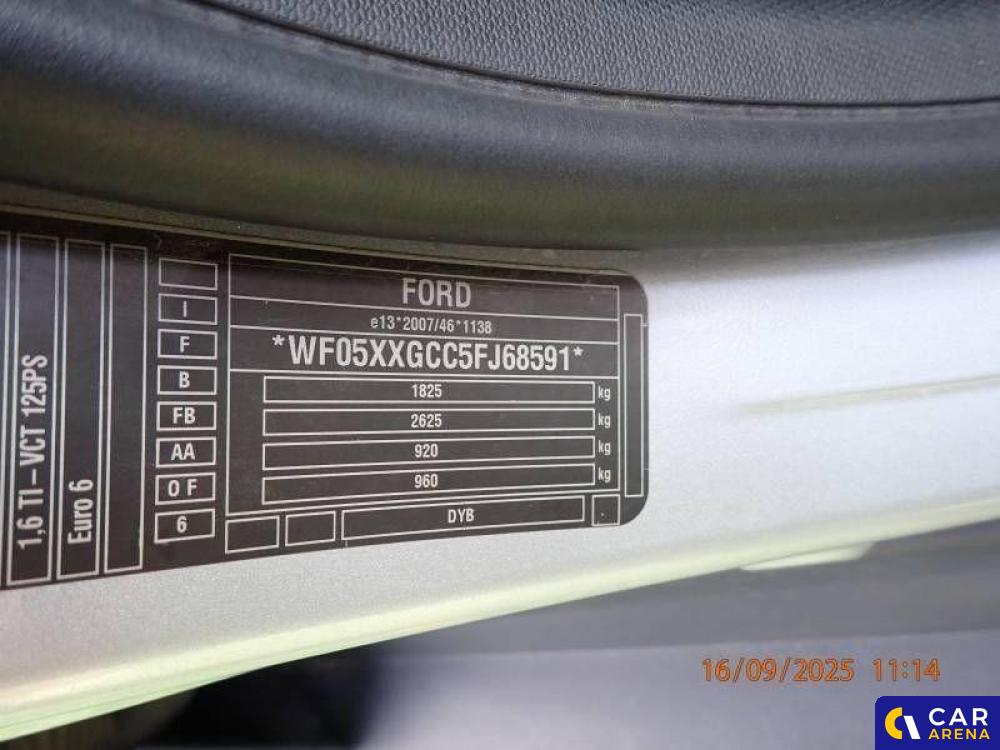 1,6 TI – VCT 125PS
Euro 6
I
F
B
FB
AA
0 F
6
FORD
e13*2007/46*1138
*WF05XXGCC5FJ68591*
1825 kg
2625 kg
920 kg
960 kg
DYB
16/09/2025 11:14
CAR
ARENA